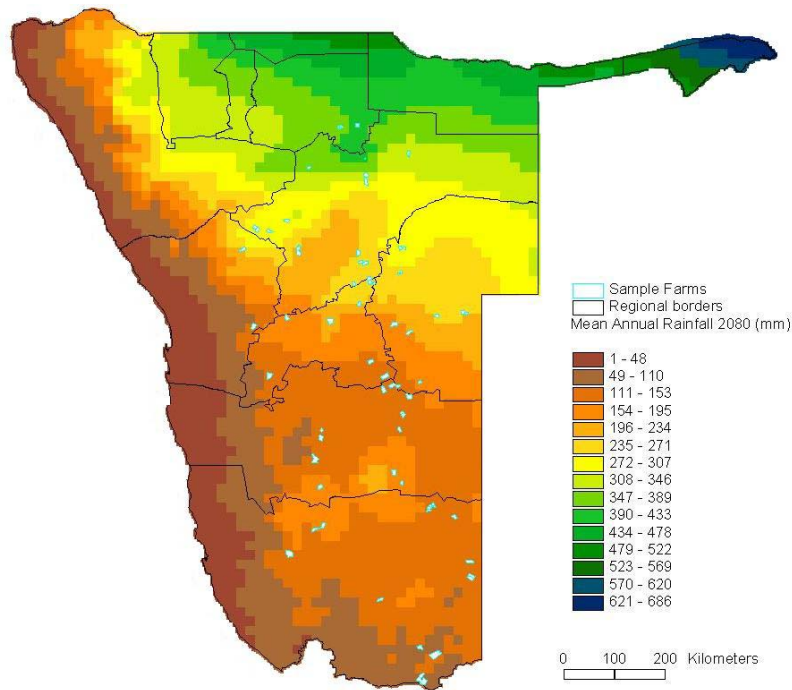 Sample Farms
Regional borders
Mean Annual Rainfall 2080 (mm)
1 - 48
49 - 110
111 - 153
154 - 195
196 - 234
235 - 271
272 - 307
308 - 346
347 - 389
390 - 433
434 - 478
479 - 522
523 - 569
570 - 620
621 - 686
0 100 200 Kilometers